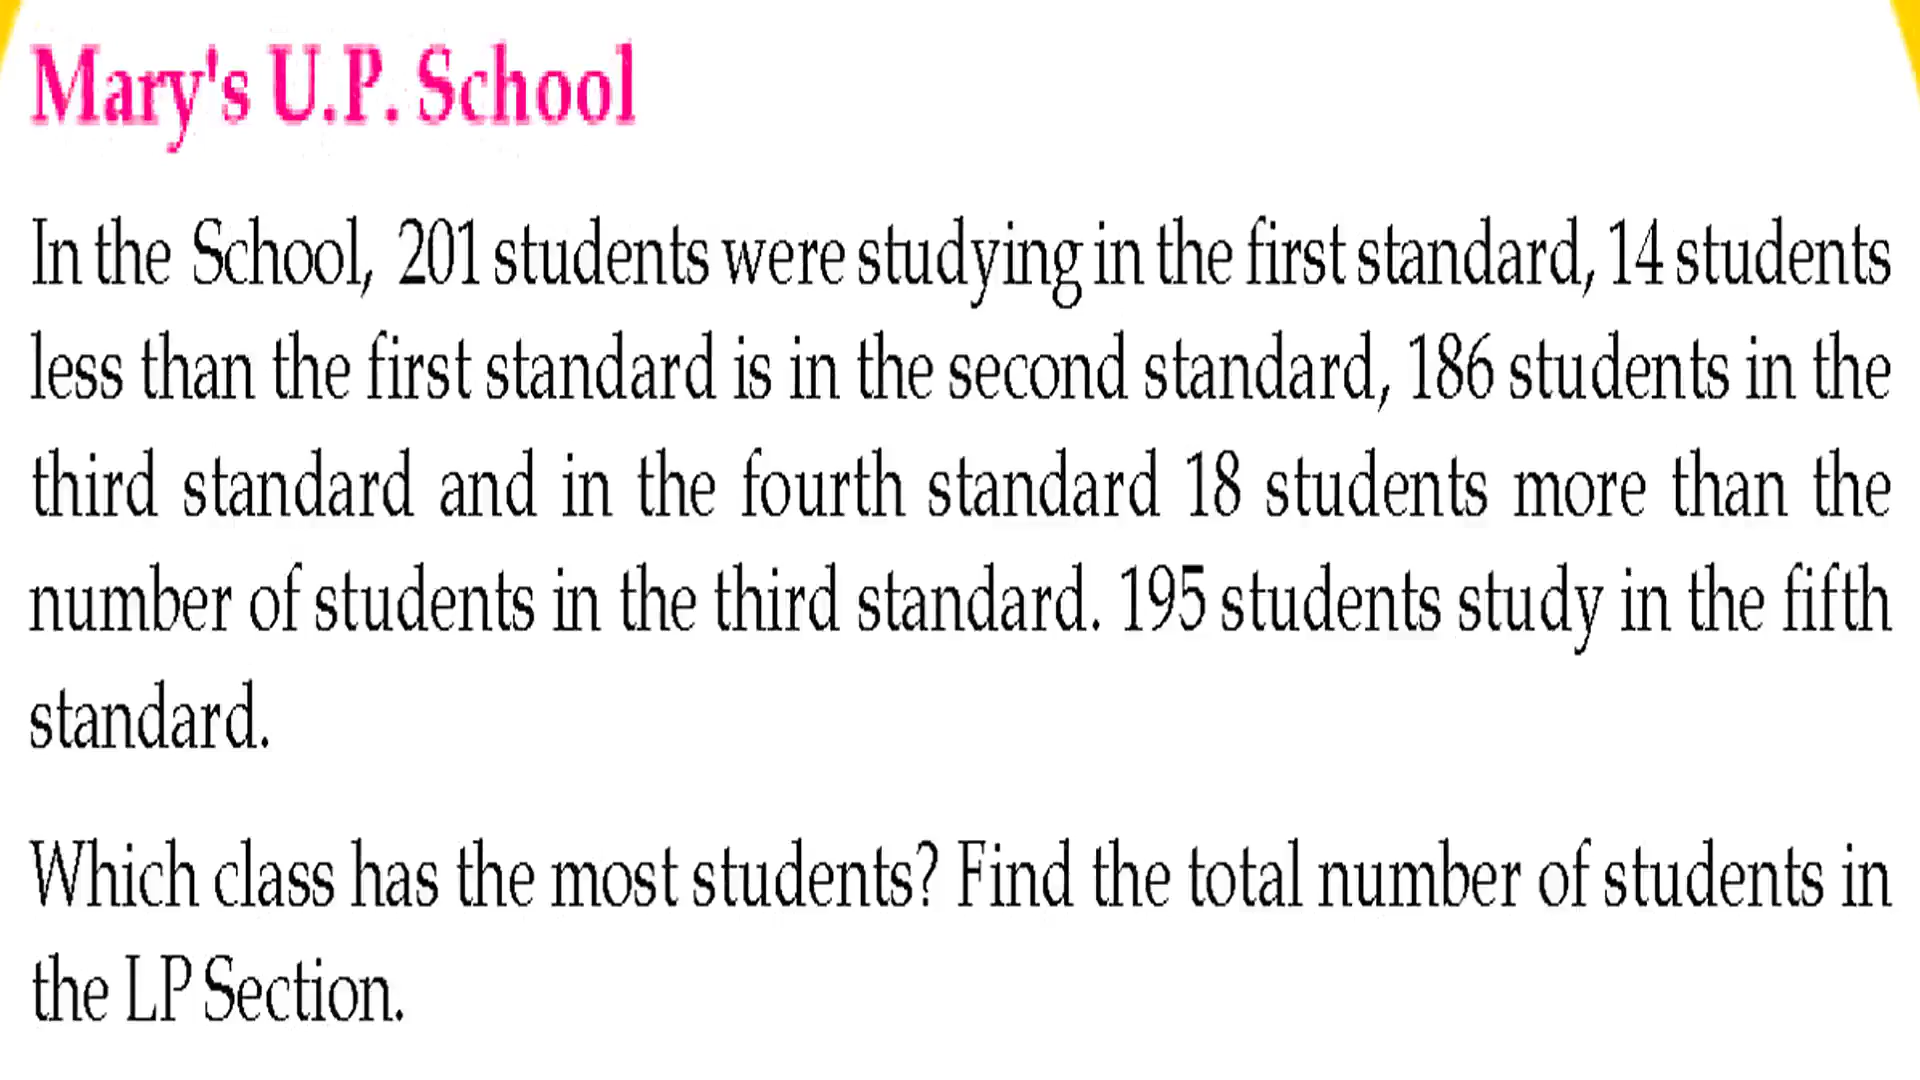 Mary's U.P. School
In the School, 201 students were studying in the first standard, 14 students
less than the first standard is in the second standard, 186 students in the
third standard and in the fourth standard 18 students more than the
number of students in the third standard. 195 students study in the fifth
standard.
Which class has the most students? Find the total number of students in
the LP Section.